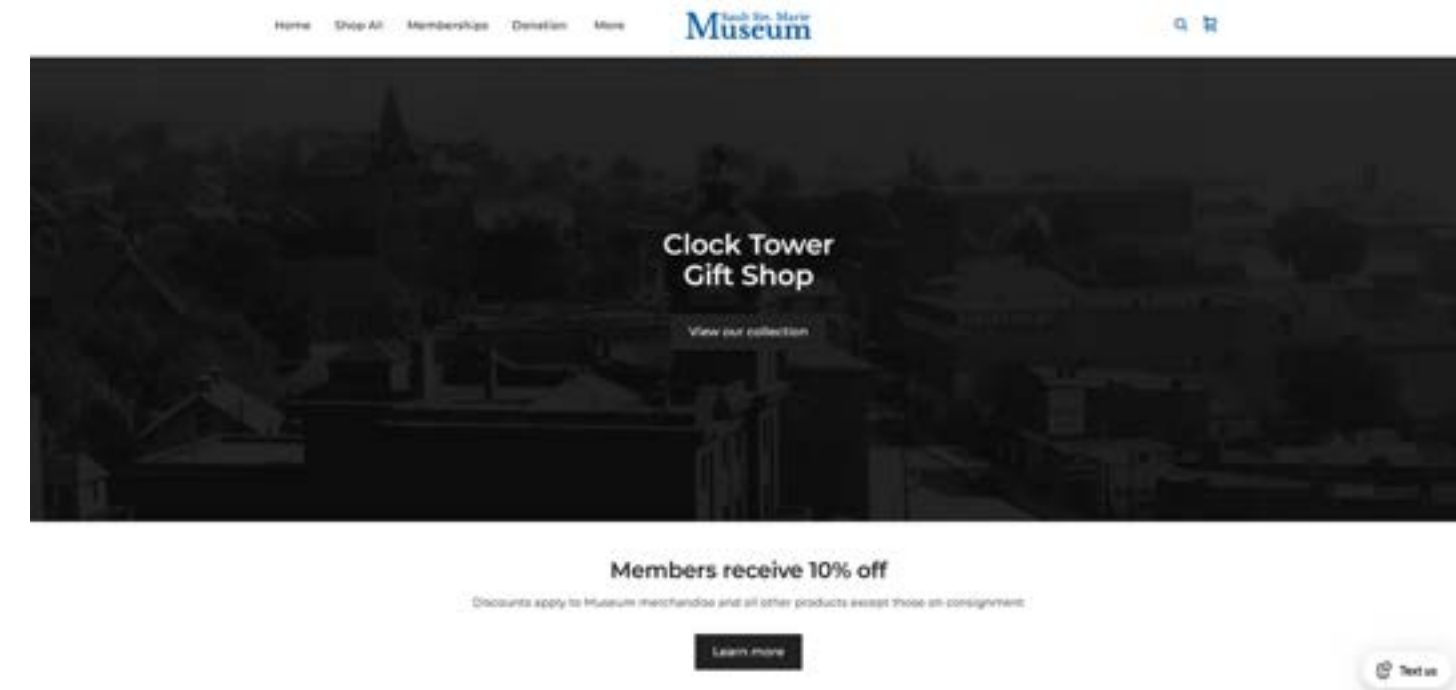 Home Shop All Memberships Donation More
Sault Ste. Marie
Museum
Clock Tower
Gift Shop
View our collection
Members receive 10% off
Discounts apply to Museum merchandise and all other products except those on consignment
Learn more
Text us